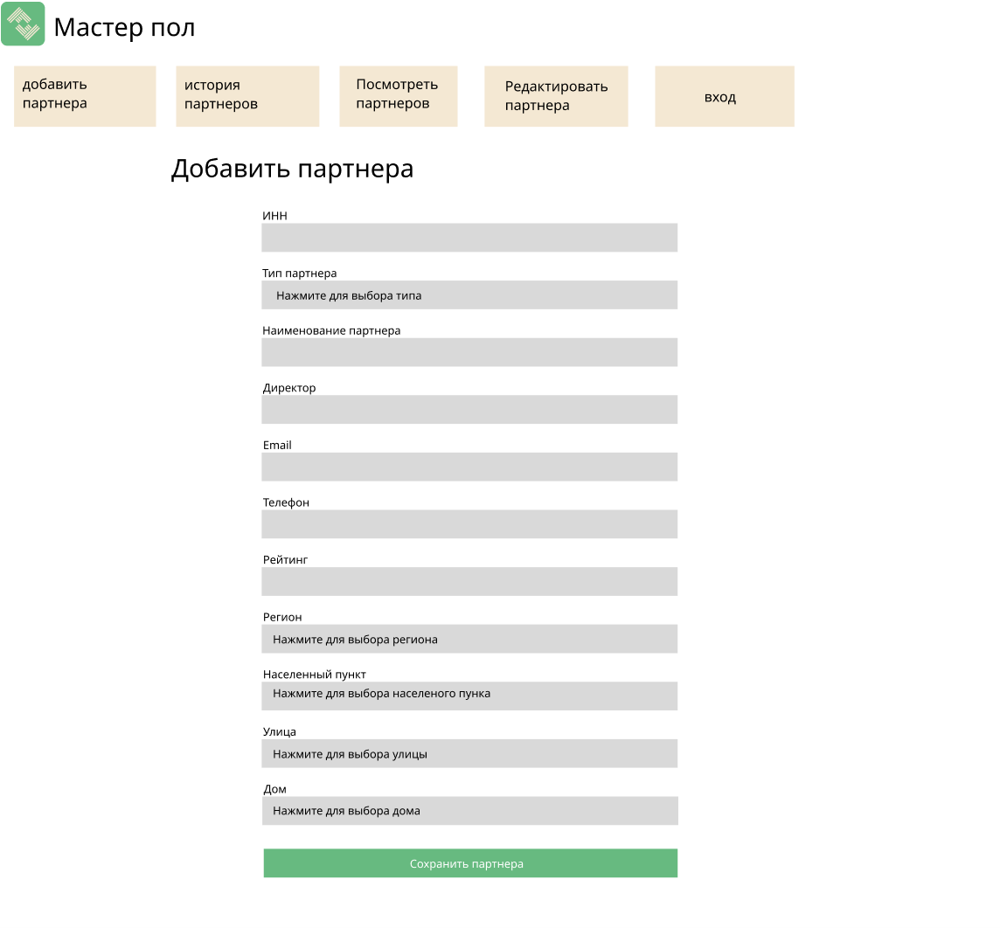 Мастер пол
добавить
партнера
история
партнеров
Посмотреть
партнеров
Редактировать
партнера
вход
Добавить партнера
ИНН
Тип партнера
Нажмите для выбора типа
Наименование партнера
Директор
Email
Телефон
Рейтинг
Регион
Нажмите для выбора региона
Населенный пункт
Нажмите для выбора населеного пунка
Улица
Нажмите для выбора улицы
Дом
Нажмите для выбора дома
Сохранить партнера